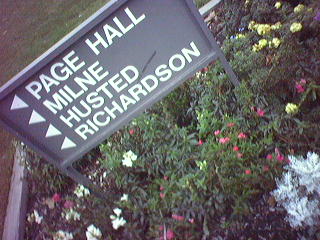 PAGE HALL
MILNE
HUSTED
RICHARDSON